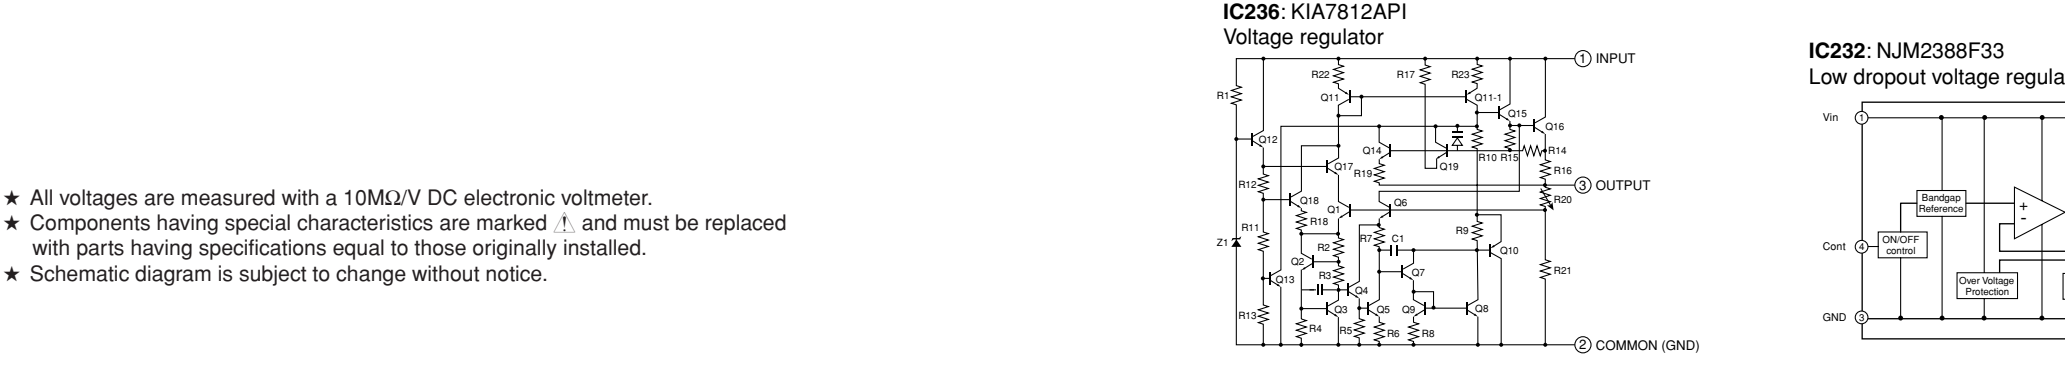 ★ All voltages are measured with a 10MΩ/V DC electronic voltmeter.
★ Components having special characteristics are marked ⚠ and must be replaced
with parts having specifications equal to those originally installed.
★ Schematic diagram is subject to change without notice.
IC236: KIA7812API
Voltage regulator
1 INPUT
R22
R17
R23
R1
Q11
Q11-1
Q15
Q16
Q12
Q14
Q17
R19
Q19
R10
R15
R14
R16
3 OUTPUT
R12
Q18
Q1
Q6
R20
R18
R11
R7
C1
R9
Z1
R2
Q10
Q2
R3
Q7
R21
Q13
Q4
Q3
Q5
Q9
Q8
R13
R4
R5
R6
R8
2 COMMON (GND)
IC232: NJM2388F33
Low dropout voltage regula
Vin 1
Bandgap
Reference
+
-
Cont 4
ON/OFF
control
Over Voltage
Protection
GND 3